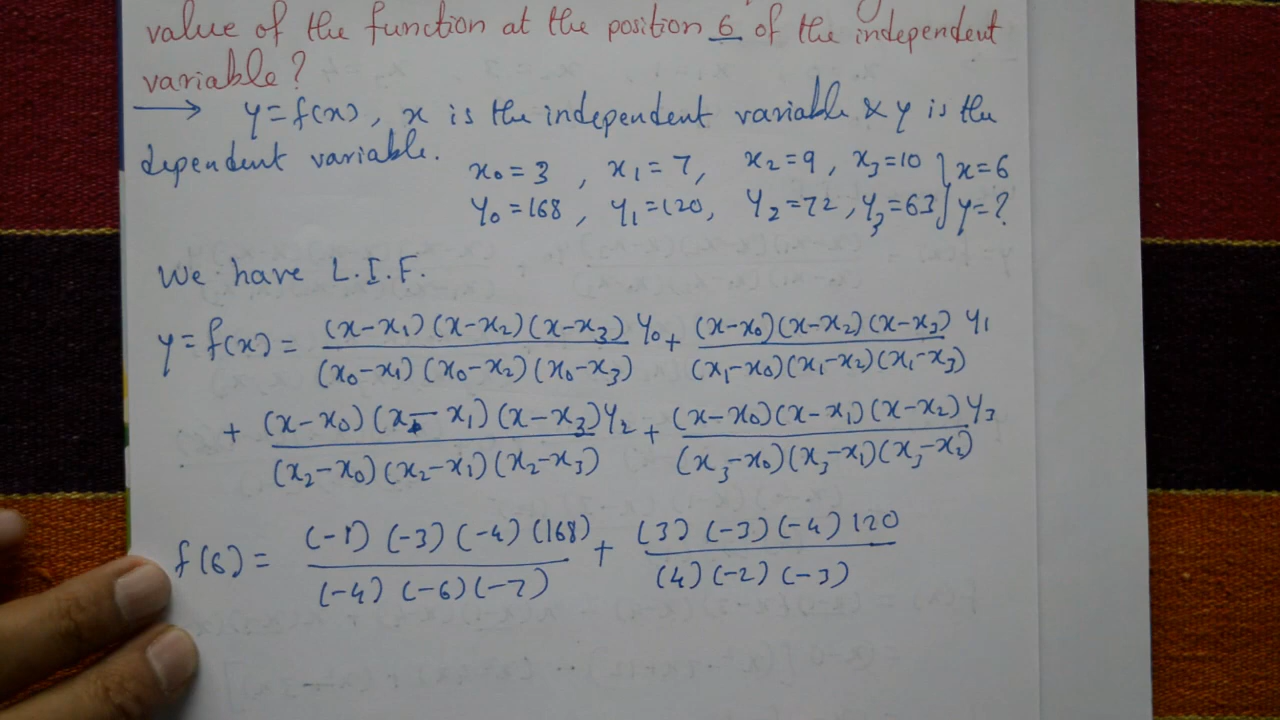 value of the function at the position 6 of the independent
variable?
→ y=f(x), x is the independent variable & y is the
dependent variable.
x₀=3, x₁=7, x₂=9, x₃=10 } x=6
y₀=168, y₁=120, y₂=72, y₃=63 } y=?
We have L.I.F.
y=f(x)= (x-x₁)(x-x₂)(x-x₃) y₀ / (x₀-x₁)(x₀-x₂)(x₀-x₃) + (x-x₀)(x-x₂)(x-x₃) y₁ / (x₁-x₀)(x₁-x₂)(x₁-x₃)
+ (x-x₀)(x-x₁)(x-x₃) y₂ / (x₂-x₀)(x₂-x₁)(x₂-x₃) + (x-x₀)(x-x₁)(x-x₂) y₃ / (x₃-x₀)(x₃-x₁)(x₃-x₂)
f(6)= (-1)(-3)(-4)(168) / (-4)(-6)(-7) + (3)(-3)(-4)120 / (4)(-2)(-3)